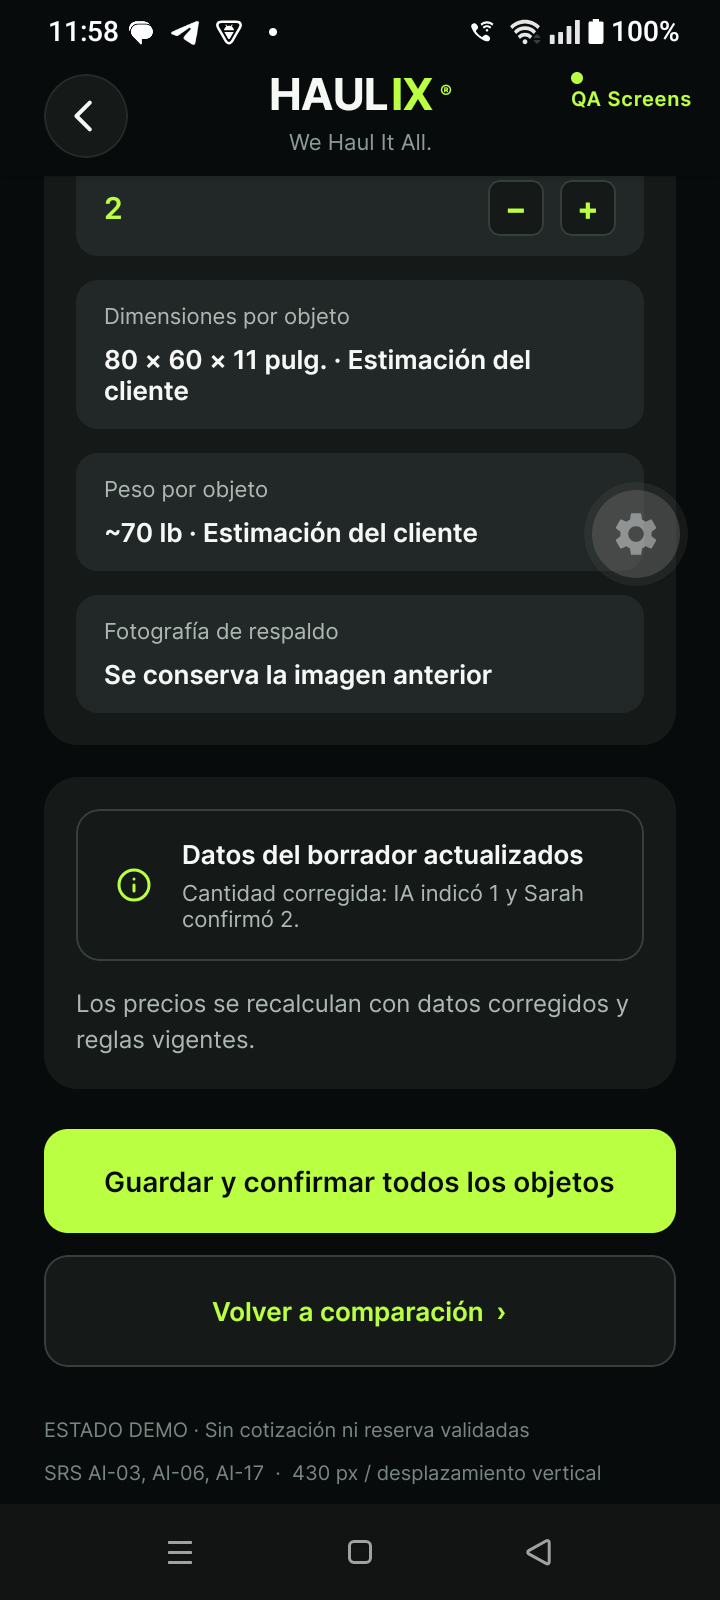 11:58
100%
HAULIX ®
We Haul It All.
QA Screens
2
−
+
Dimensiones por objeto
80 × 60 × 11 pulg. · Estimación del
cliente
Peso por objeto
~70 lb · Estimación del cliente
Fotografía de respaldo
Se conserva la imagen anterior
Datos del borrador actualizados
Cantidad corregida: IA indicó 1 y Sarah
confirmó 2.
Los precios se recalculan con datos corregidos y
reglas vigentes.
Guardar y confirmar todos los objetos
Volver a comparación ›
ESTADO DEMO · Sin cotización ni reserva validadas
SRS AI-03, AI-06, AI-17 · 430 px / desplazamiento vertical